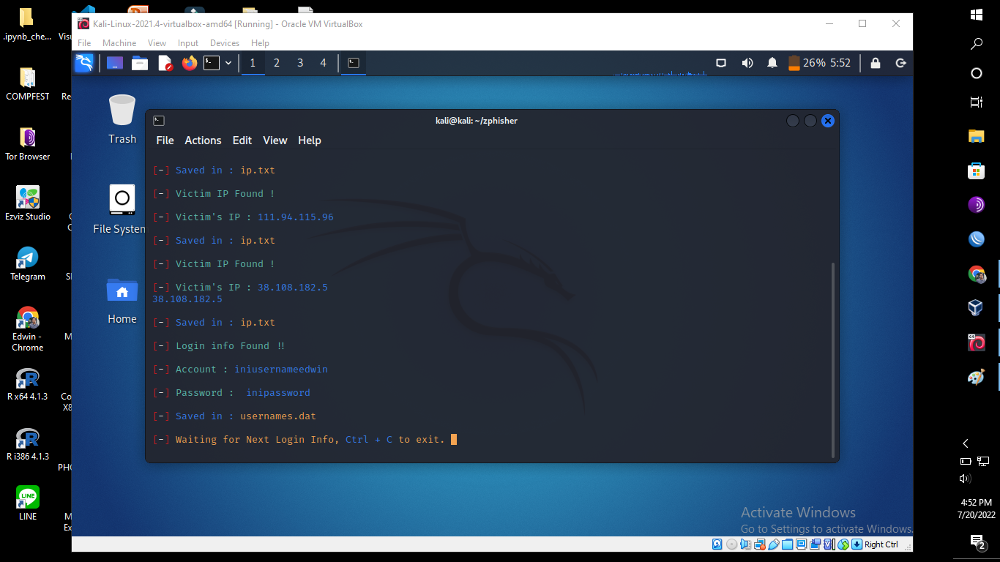 .ipynb_che...
Visu
COMPFEST
Re
Tor Browser
Ezviz Studio
Telegram
Edwin -
Chrome
R x64 4.1.3
Co
X8
R i386 4.1.3
PHO
LINE
Ex
Kali-Linux-2021.4-virtualbox-amd64 [Running] - Oracle VM VirtualBox
File Machine View Input Devices Help
1 2 3 4 26% 5:52
Trash
File System
Home
kali@kali: ~/zphisher
File Actions Edit View Help
[-] Saved in : ip.txt
[-] Victim IP Found !
[-] Victim's IP : 111.94.115.96
[-] Saved in : ip.txt
[-] Victim IP Found !
[-] Victim's IP : 38.108.182.5
38.108.182.5
[-] Saved in : ip.txt
[-] Login info Found !!
[-] Account : iniusernameedwin
[-] Password : inipassword
[-] Saved in : usernames.dat
[-] Waiting for Next Login Info, Ctrl + C to exit.
Activate Windows
Go to Settings to activate Windows.
Right Ctrl
4:52 PM
7/20/2022
2